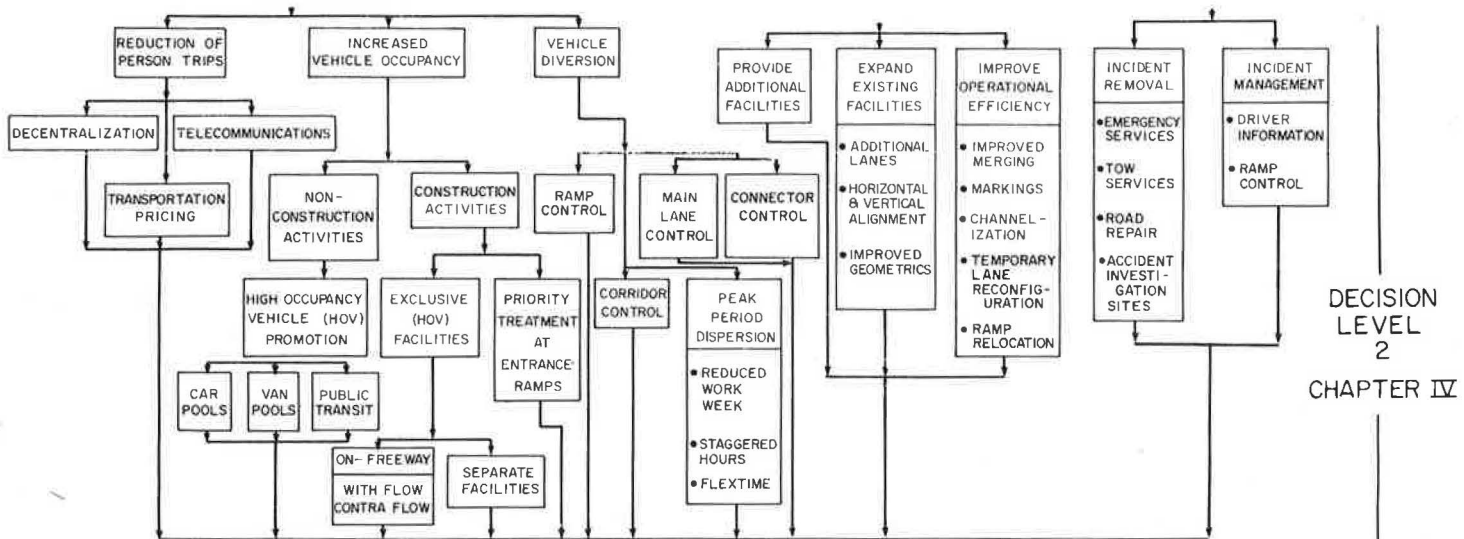 REDUCTION OF
PERSON TRIPS
INCREASED
VEHICLE OCCUPANCY
VEHICLE
DIVERSION
PROVIDE
ADDITIONAL
FACILITIES
EXPAND
EXISTING
FACILITIES
• ADDITIONAL
LANES
• HORIZONTAL
& VERTICAL
ALIGNMENT
• IMPROVED
GEOMETRICS
IMPROVE
OPERATIONAL
EFFICIENCY
• IMPROVED
MERGING
• MARKINGS
• CHANNEL-
IZATION
• TEMPORARY
LANE
RECONFIG-
URATION
• RAMP
RELOCATION
INCIDENT
REMOVAL
• EMERGENCY
SERVICES
• TOW
SERVICES
• ROAD
REPAIR
• ACCIDENT
INVESTI-
GATION
SITES
INCIDENT
MANAGEMENT
• DRIVER
INFORMATION
• RAMP
CONTROL
DECENTRALIZATION
TELECOMMUNICATIONS
TRANSPORTATION
PRICING
NON-
CONSTRUCTION
ACTIVITIES
CONSTRUCTION
ACTIVITIES
RAMP
CONTROL
MAIN
LANE
CONTROL
CONNECTOR
CONTROL
HIGH OCCUPANCY
VEHICLE (HOV)
PROMOTION
EXCLUSIVE
(HOV)
FACILITIES
PRIORITY
TREATMENT
AT
ENTRANCE-
RAMPS
CORRIDOR
CONTROL
PEAK
PERIOD
DISPERSION
• REDUCED
WORK
WEEK
• STAGGERED
HOURS
• FLEXTIME
CAR
POOLS
VAN
POOLS
PUBLIC
TRANSIT
ON-FREEWAY
WITH FLOW
CONTRA FLOW
SEPARATE
FACILITIES
DECISION
LEVEL
2
CHAPTER IV